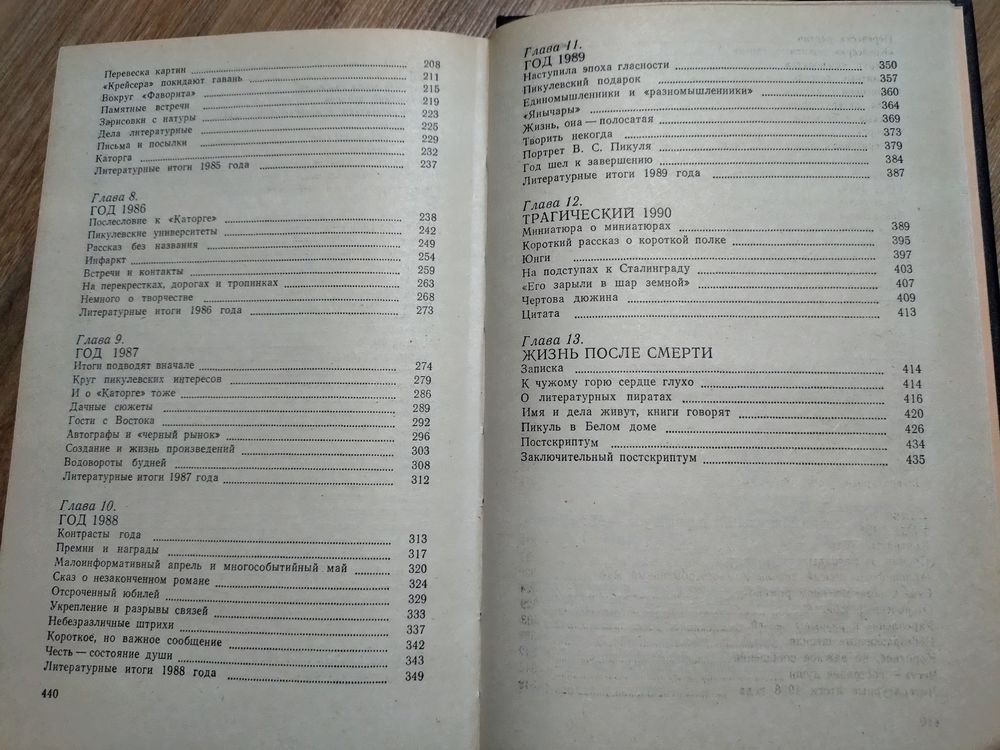 Перевеска картин 208
«Крейсера» покидают гавань 211
Вокруг «Фаворита» 215
Памятные встречи 219
Зарисовки с натуры 223
Дела литературные 225
Письма и посылки 229
Каторга 232
Литературные итоги 1985 года 237
Глава 8.
ГОД 1986
Послесловие к «Каторге» 238
Пикулевские университеты 242
Рассказ без названия 249
Инфаркт 254
Встречи и контакты 259
На перекрестках, дорогах и тропинках 263
Немного о творчестве 268
Литературные итоги 1986 года 273
Глава 9.
ГОД 1987
Итоги подводят вначале 274
Круг пикулевских интересов 279
И о «Каторге» тоже 286
Дачные сюжеты 289
Гости с Востока 292
Автографы и «черный рынок» 296
Создание и жизнь произведений 303
Водовороты будней 308
Литературные итоги 1987 года 312
Глава 10.
ГОД 1988
Контрасты года 313
Премии и награды 317
Малоинформативный апрель и многособытийный май 320
Сказ о незаконченном романе 324
Отсроченный юбилей 329
Укрепление и разрывы связей 333
Небезразличные штрихи 337
Короткое, но важное сообщение 342
Честь — состояние души 343
Литературные итоги 1988 года 349
440
Глава 11.
ГОД 1989
Наступила эпоха гласности 350
Пикулевский подарок 357
Единомышленники и «разномышленники» 360
«Янычары» 364
Жизнь, она — полосатая 369
Творить некогда 373
Портрет В. С. Пикуля 379
Год шел к завершению 384
Литературные итоги 1989 года 387
Глава 12.
ТРАГИЧЕСКИЙ 1990
Миниатюра о миниатюрах 389
Короткий рассказ о короткой полке 395
Юнги 397
На подступах к Сталинграду 403
«Его зарыли в шар земной» 407
Чертова дюжина 409
Цитата 413
Глава 13.
ЖИЗНЬ ПОСЛЕ СМЕРТИ
Записка 414
К чужому горю сердце глухо 414
О литературных пиратах 416
Имя и дела живут, книги говорят 420
Пикуль в Белом доме 426
Постскриптум 434
Заключительный постскриптум 435